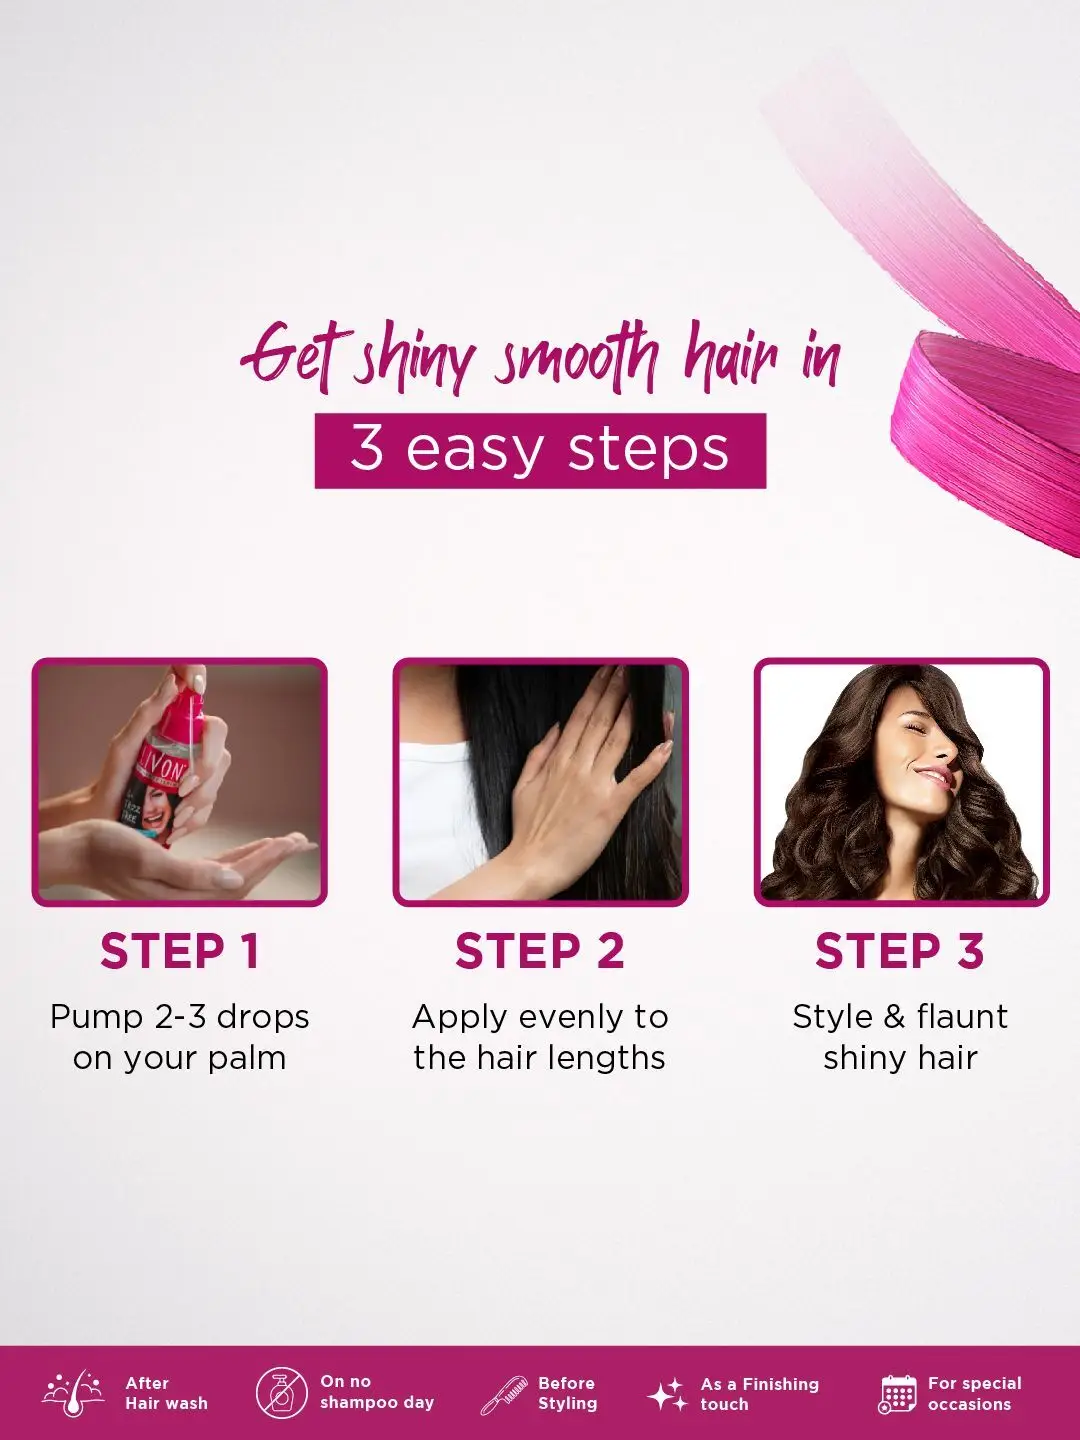 Get shiny smooth hair in
3 easy steps
LIVON
STEP 1
Pump 2-3 drops
on your palm
STEP 2
Apply evenly to
the hair lengths
STEP 3
Style & flaunt
shiny hair
After
Hair wash
On no
shampoo day
Before
Styling
As a Finishing
touch
For special
occasions